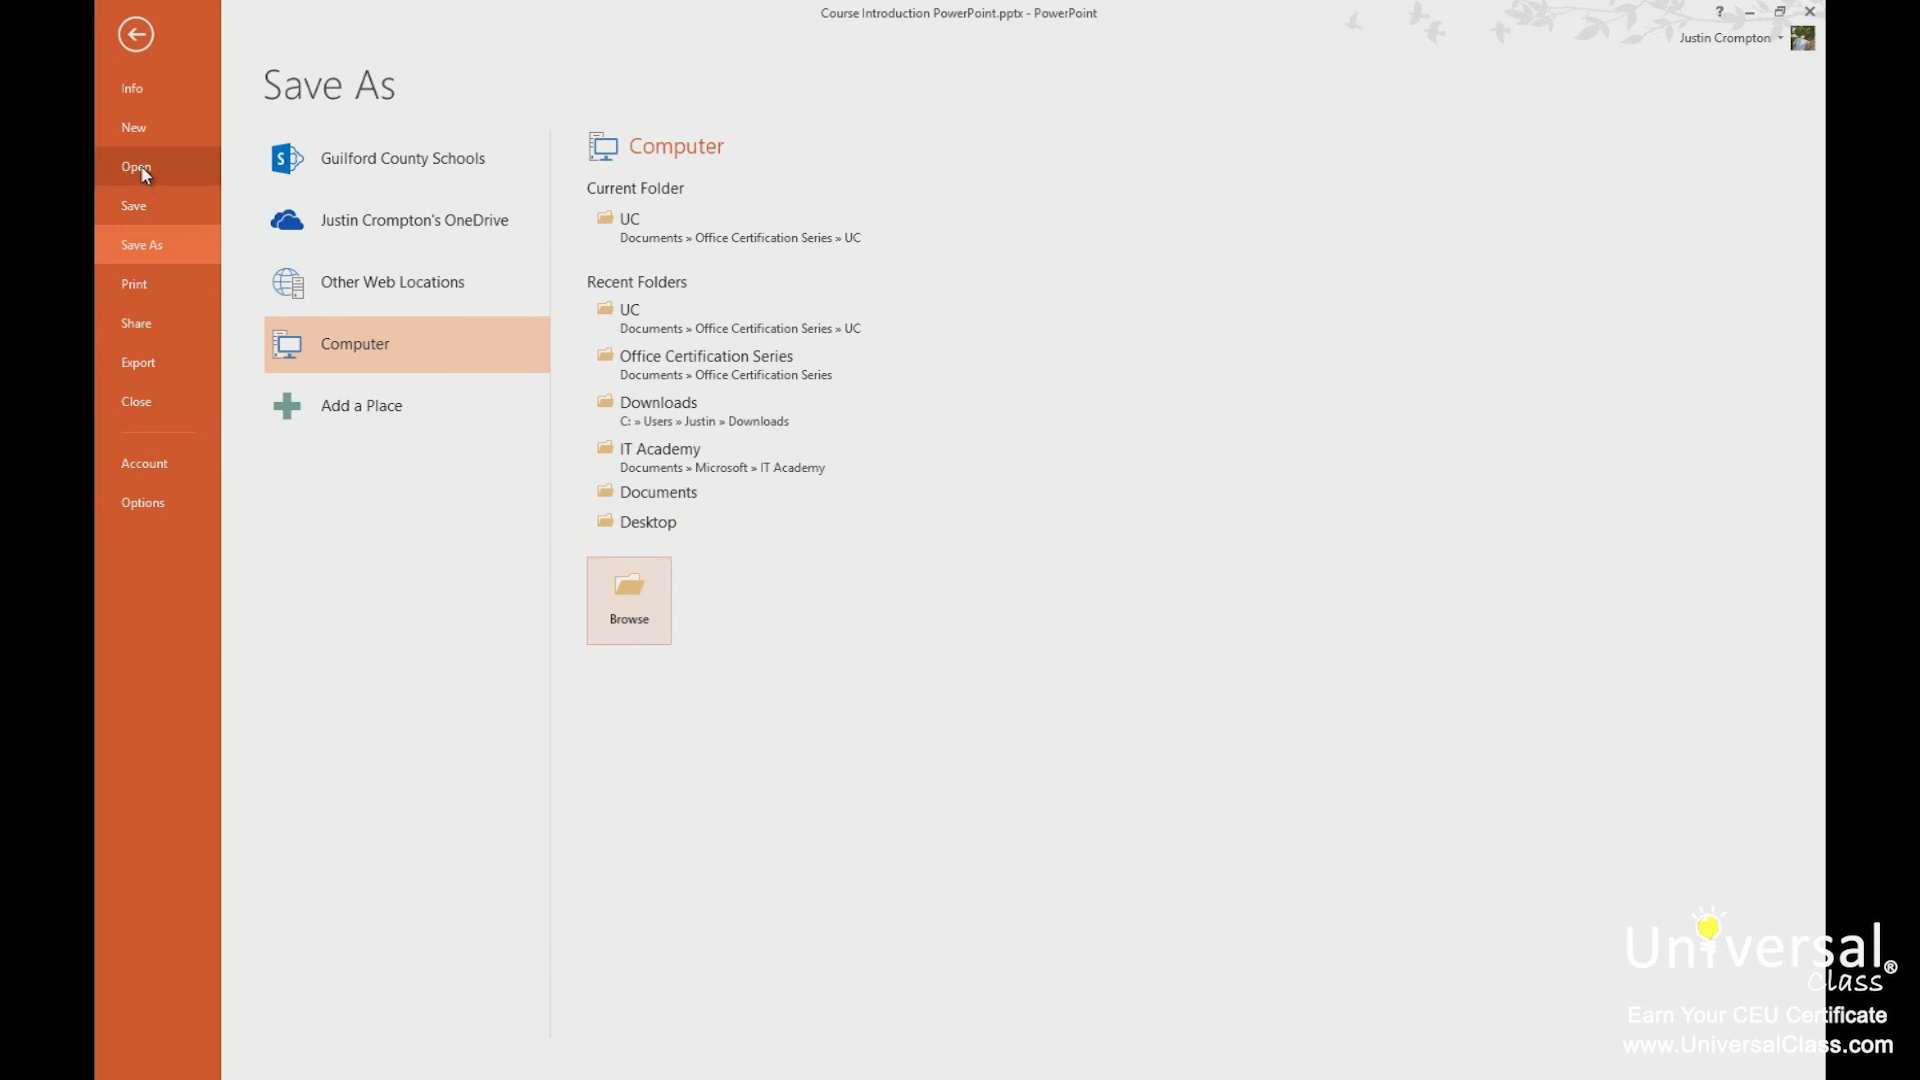 Course Introduction PowerPoint.pptx - PowerPoint
?
Justin Crompton
Info
New
Open
Save
Save As
Print
Share
Export
Close
Account
Options
Save As
Guilford County Schools
Justin Crompton's OneDrive
Other Web Locations
Computer
Add a Place
Computer
Current Folder
UC
Documents » Office Certification Series » UC
Recent Folders
UC
Documents » Office Certification Series » UC
Office Certification Series
Documents » Office Certification Series
Downloads
C: » Users » Justin » Downloads
IT Academy
Documents » Microsoft » IT Academy
Documents
Desktop
Browse
Universal®
Class
Earn Your CEU Certificate
www.UniversalClass.com